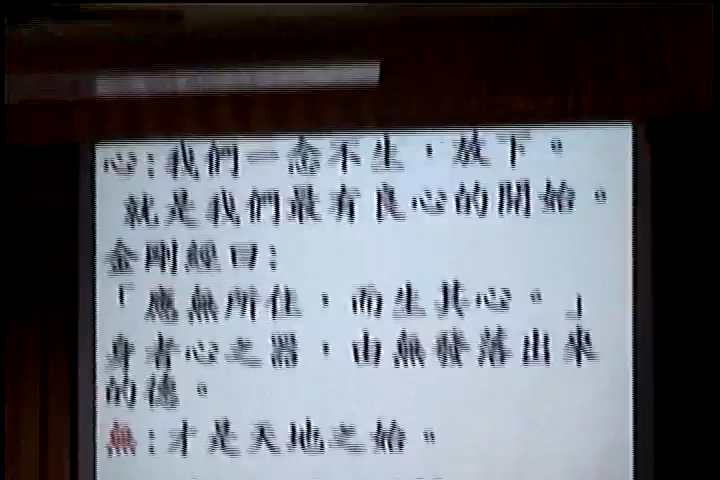 心:我們一念不生,放下。
就是我們最有良心的開始。
金剛經曰:
「應無所住,而生其心。」
身者心之器,由無發落出來
的德。
無:才是天地之始。